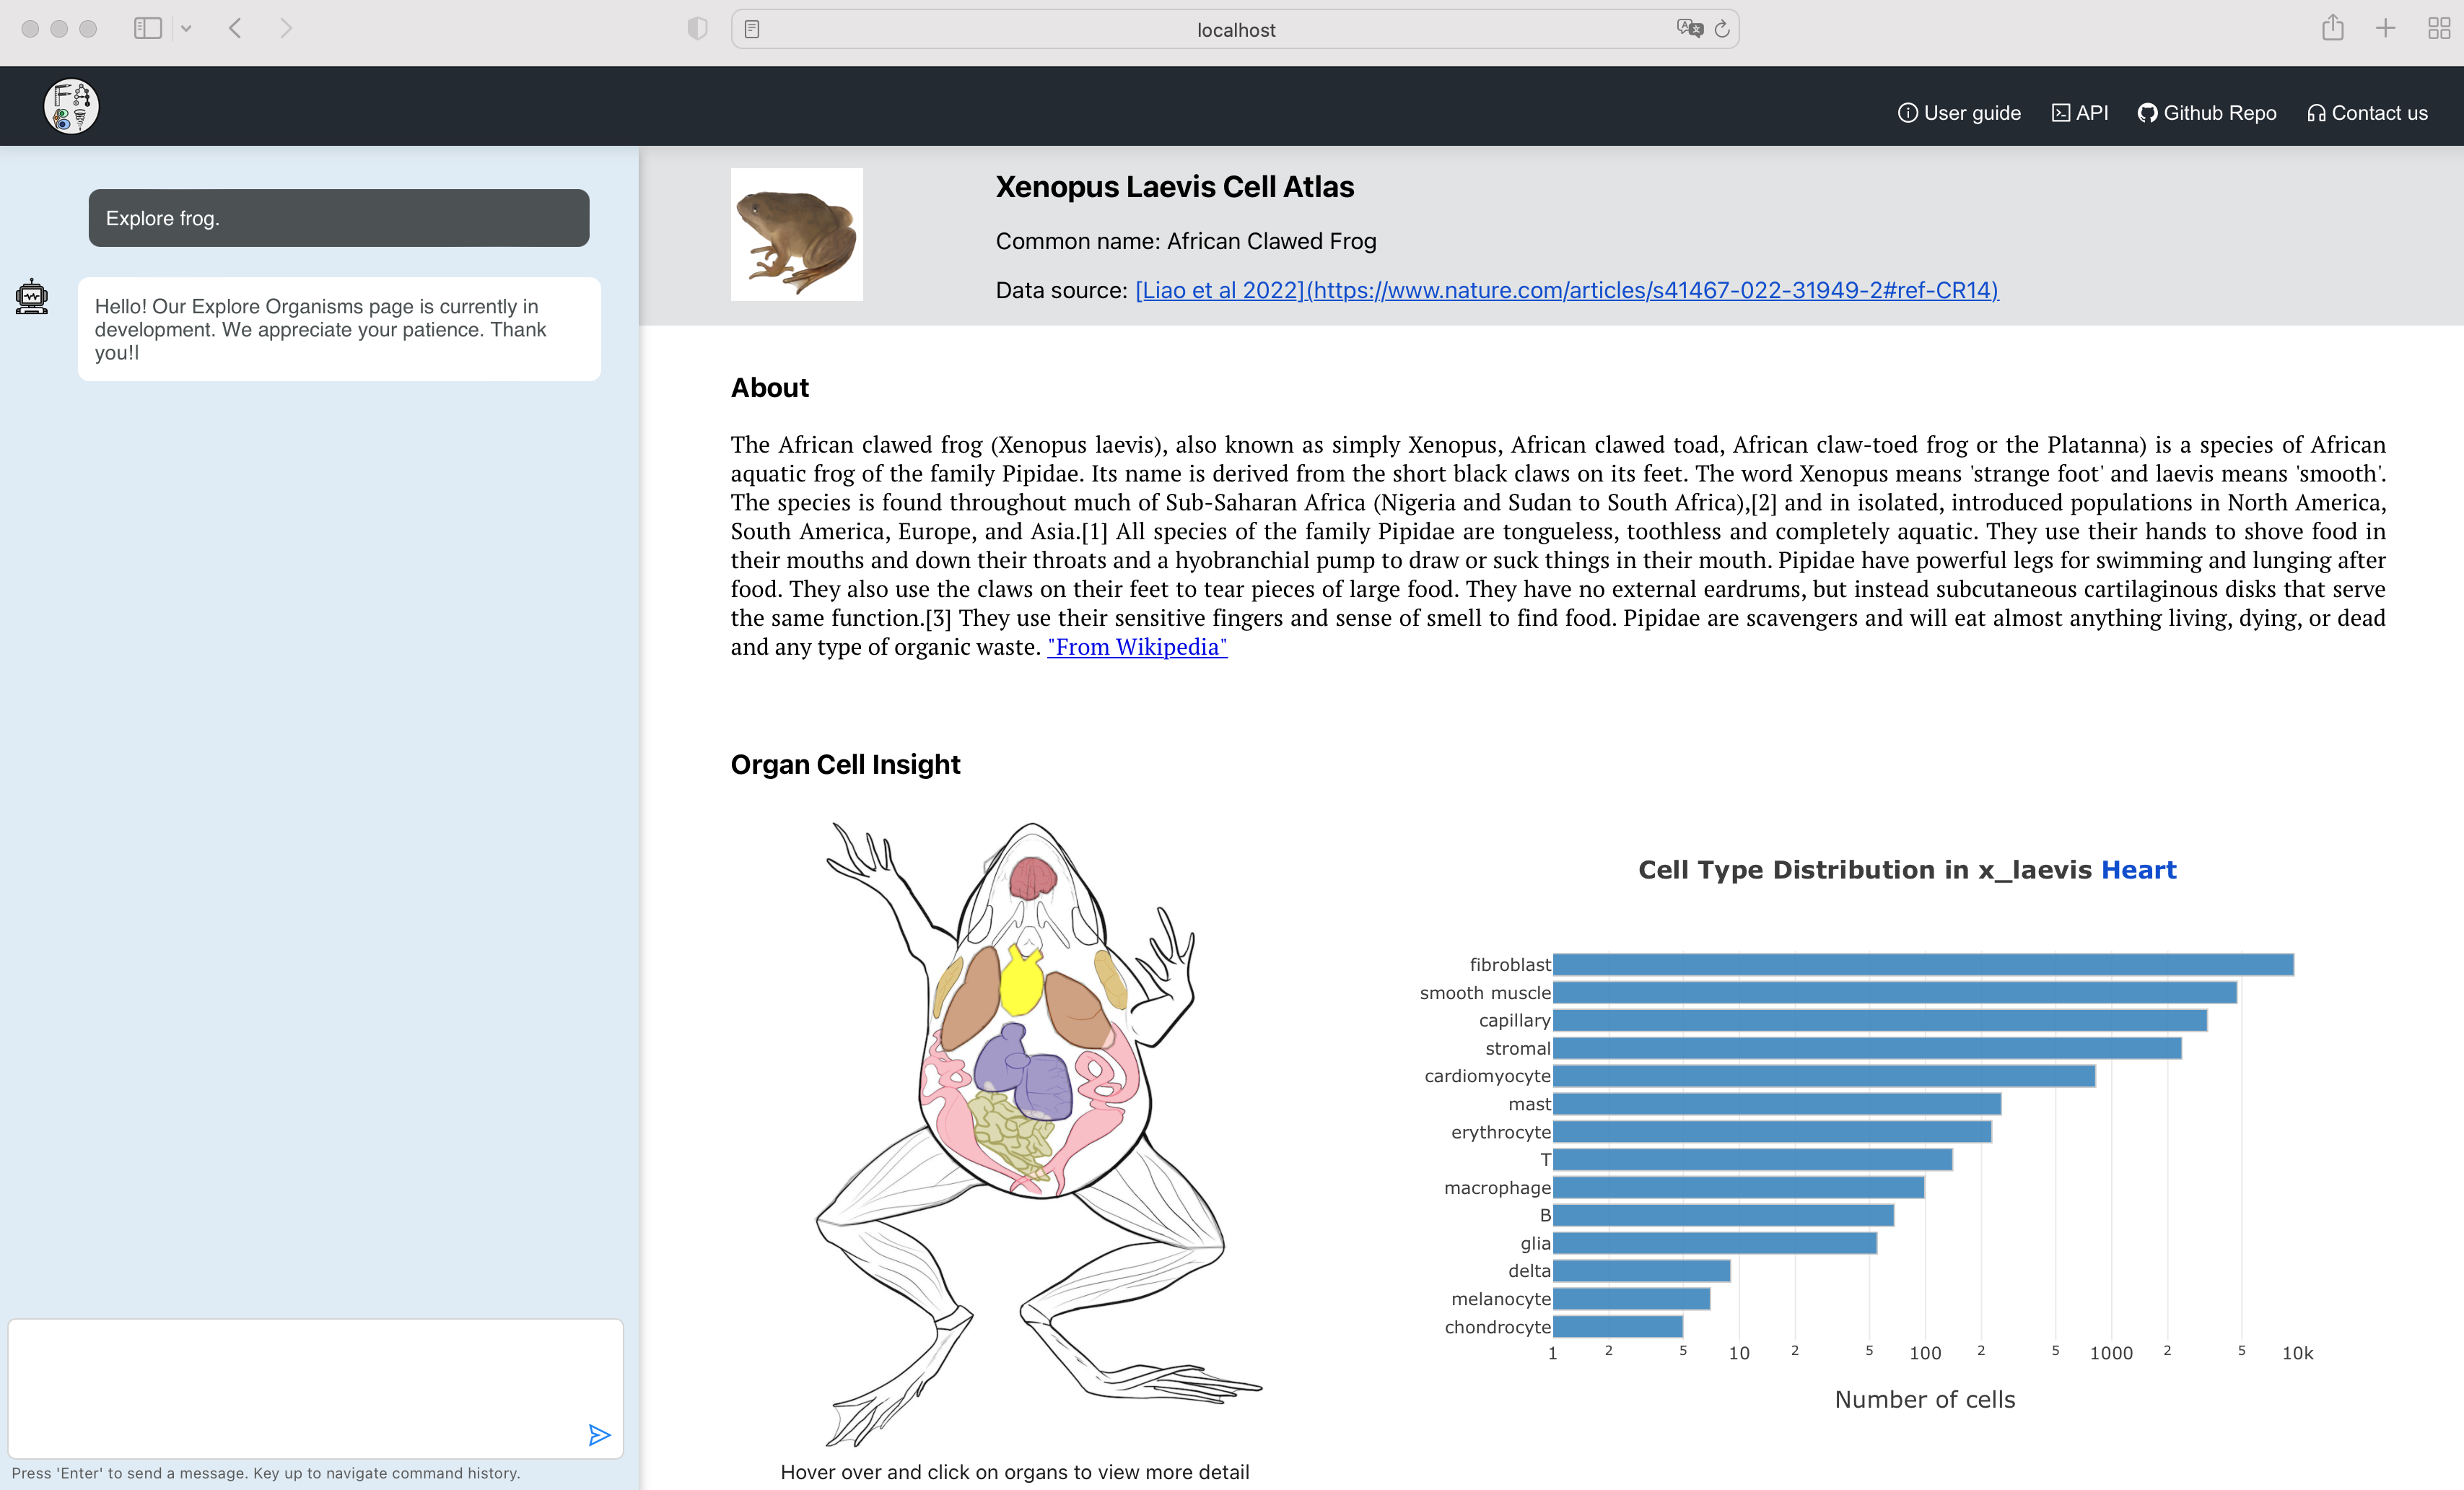 localhost
FA
User guide
API
Github Repo
Contact us
Explore frog.
Hello! Our Explore Organisms page is currently in
development. We appreciate your patience. Thank
you!l
Press 'Enter' to send a message. Key up to navigate command history.
Xenopus Laevis Cell Atlas
Common name: African Clawed Frog
Data source: [Liao et al 2022](https://www.nature.com/articles/s41467-022-31949-2#ref-CR14)
About
The African clawed frog (Xenopus laevis), also known as simply Xenopus, African clawed toad, African claw-toed frog or the Platanna) is a species of African
aquatic frog of the family Pipidae. Its name is derived from the short black claws on its feet. The word Xenopus means 'strange foot' and laevis means 'smooth'.
The species is found throughout much of Sub-Saharan Africa (Nigeria and Sudan to South Africa),[2] and in isolated, introduced populations in North America,
South America, Europe, and Asia.[1] All species of the family Pipidae are tongueless, toothless and completely aquatic. They use their hands to shove food in
their mouths and down their throats and a hyobranchial pump to draw or suck things in their mouth. Pipidae have powerful legs for swimming and lunging after
food. They also use the claws on their feet to tear pieces of large food. They have no external eardrums, but instead subcutaneous cartilaginous disks that serve
the same function.[3] They use their sensitive fingers and sense of smell to find food. Pipidae are scavengers and will eat almost anything living, dying, or dead
and any type of organic waste. "From Wikipedia"
Organ Cell Insight
Hover over and click on organs to view more detail
Cell Type Distribution in x_laevis Heart
fibroblast
smooth muscle
capillary
stromal
cardiomyocyte
mast
erythrocyte
T
macrophage
B
glia
delta
melanocyte
chondrocyte
1 2 5 10 2 5 100 2 5 1000 2 5 10k
Number of cells